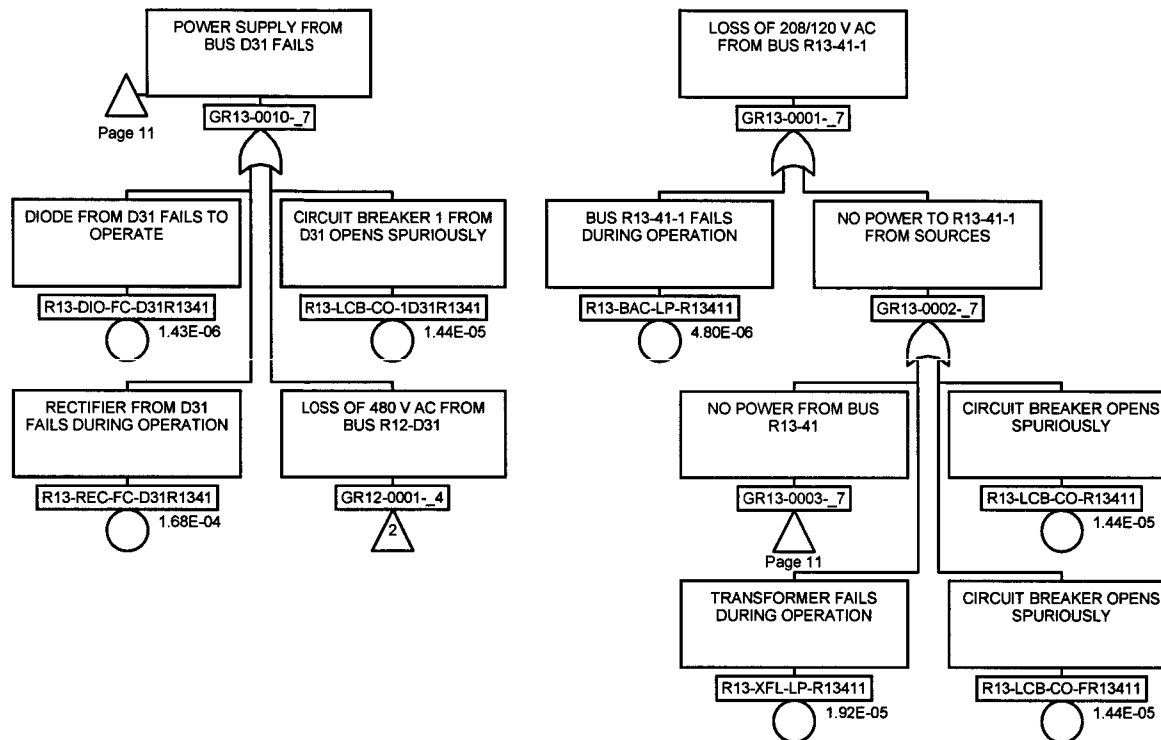 POWER SUPPLY FROM
BUS D31 FAILS
Page 11
GR13-0010-_7
DIODE FROM D31 FAILS TO
OPERATE
R13-DIO-FC-D31R1341
1.43E-06
CIRCUIT BREAKER 1 FROM
D31 OPENS SPURIOUSLY
R13-LCB-CO-1D31R1341
1.44E-05
RECTIFIER FROM D31
FAILS DURING OPERATION
R13-REC-FC-D31R1341
1.68E-04
LOSS OF 480 V AC FROM
BUS R12-D31
GR12-0001-_4
2
LOSS OF 208/120 V AC
FROM BUS R13-41-1
GR13-0001-_7
BUS R13-41-1 FAILS
DURING OPERATION
R13-BAC-LP-R13411
4.80E-06
NO POWER TO R13-41-1
FROM SOURCES
GR13-0002-_7
NO POWER FROM BUS
R13-41
GR13-0003-_7
Page 11
CIRCUIT BREAKER OPENS
SPURIOUSLY
R13-LCB-CO-R13411
1.44E-05
TRANSFORMER FAILS
DURING OPERATION
R13-XFL-LP-R13411
1.92E-05
CIRCUIT BREAKER OPENS
SPURIOUSLY
R13-LCB-CO-FR13411
1.44E-05